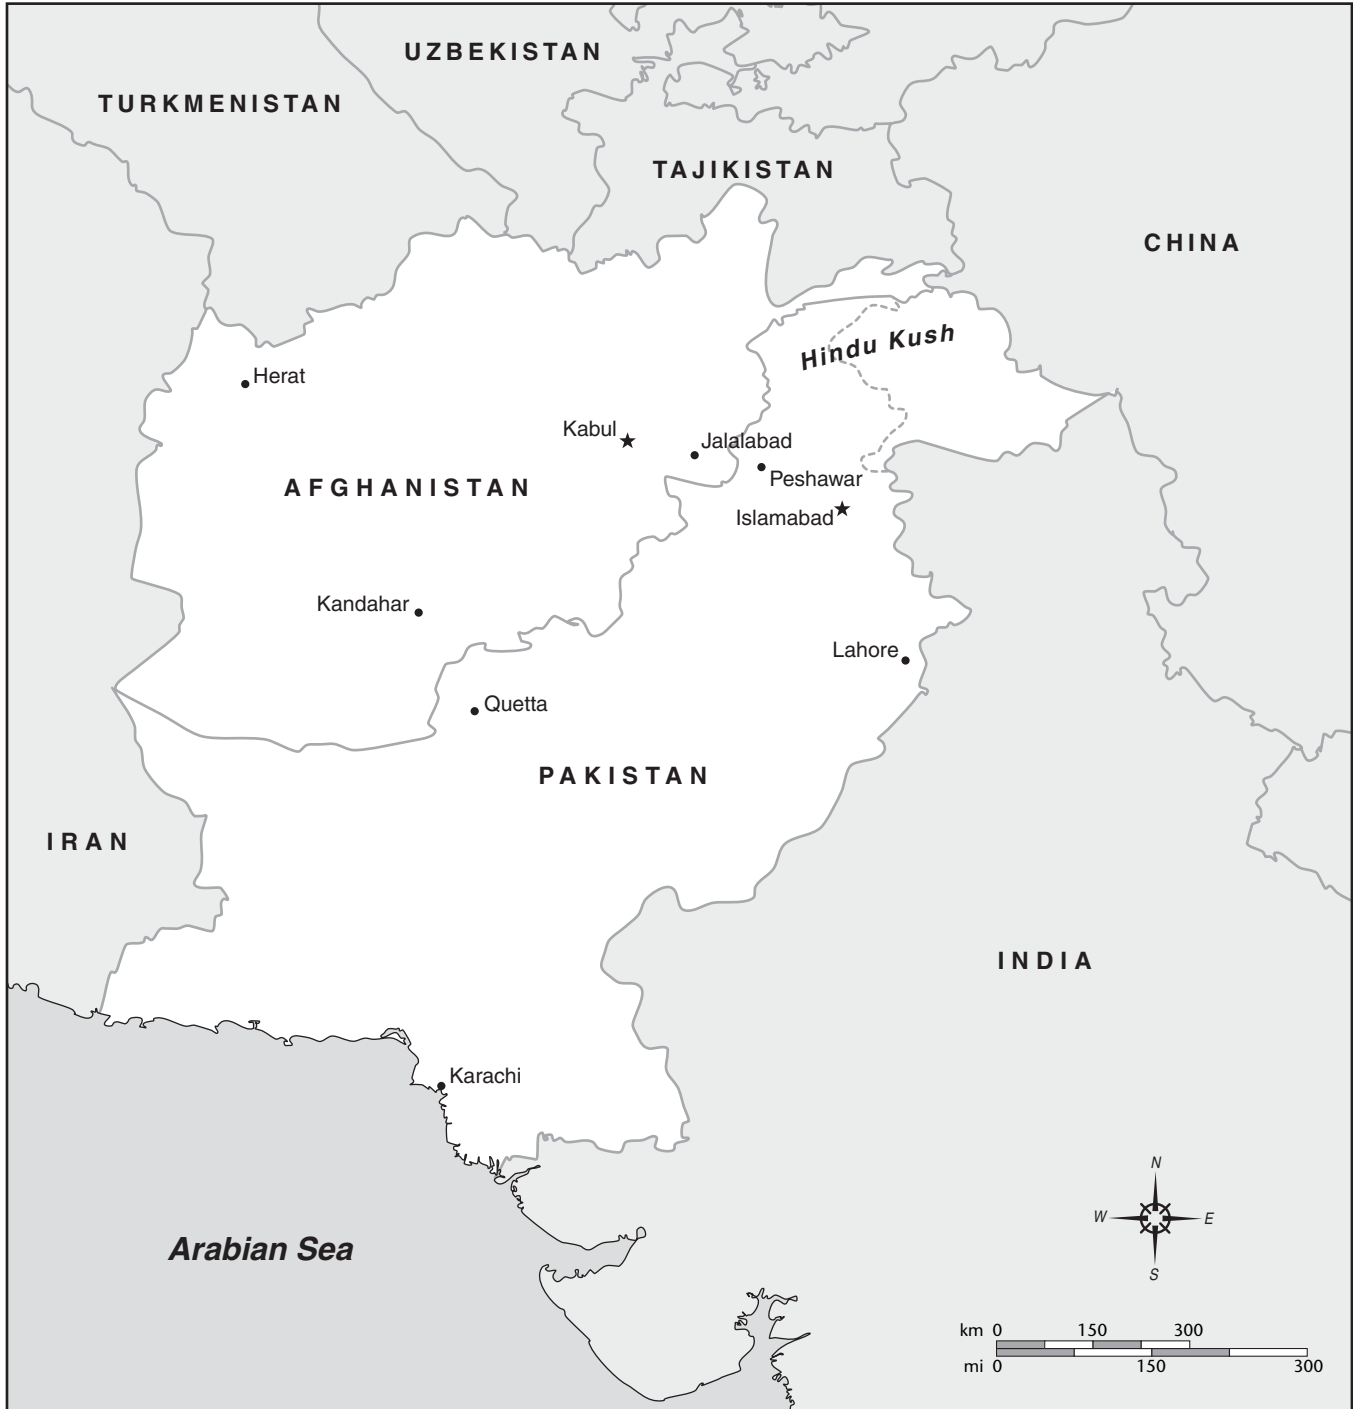 UZBEKISTAN
TURKMENISTAN
TAJIKISTAN
CHINA
Hindu Kush
Herat
Kabul
Jalalabad
Peshawar
AFGHANISTAN
Islamabad
Kandahar
Lahore
Quetta
PAKISTAN
IRAN
INDIA
Karachi
Arabian Sea
N
W E
S
km 0 150 300
mi 0 150 300